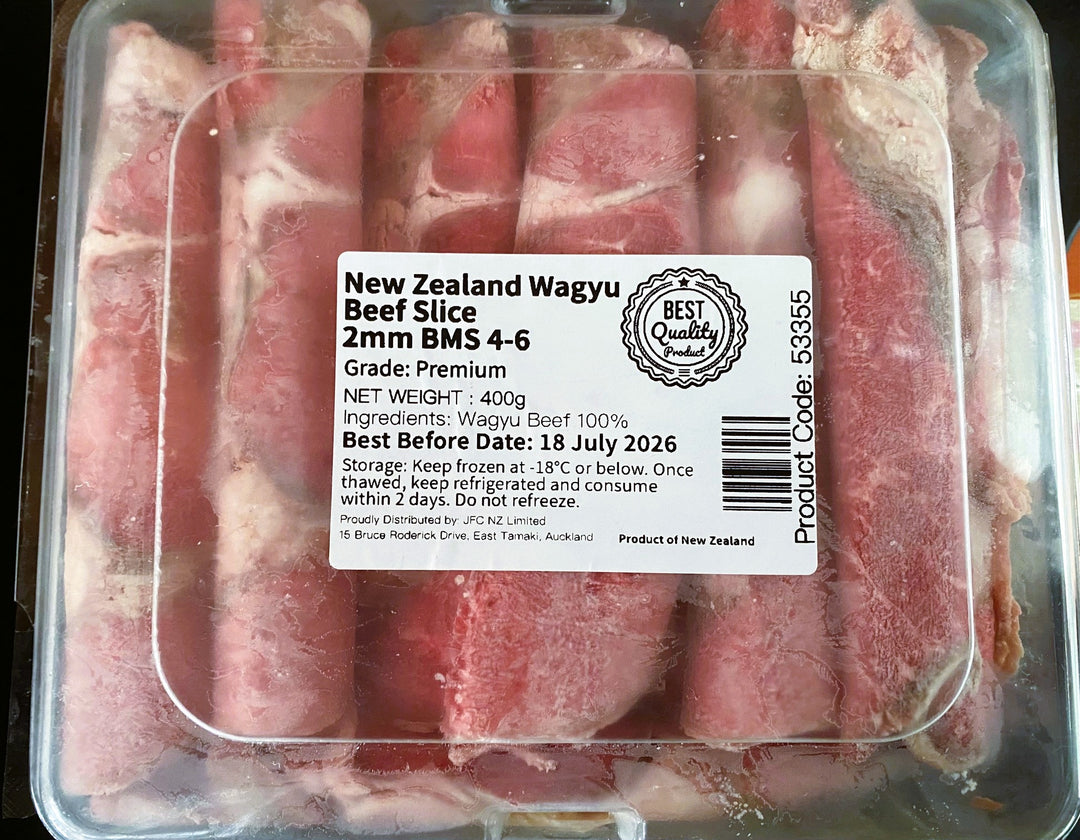 New Zealand Wagyu
Beef Slice
2mm BMS 4-6
Grade: Premium
NET WEIGHT : 400g
Ingredients: Wagyu Beef 100%
Best Before Date: 18 July 2026
Storage: Keep frozen at -18°C or below. Once
thawed, keep refrigerated and consume
within 2 days. Do not refreeze.
Proudly Distributed by: JFC NZ Limited
15 Bruce Roderick Drive, East Tamaki, Auckland
Product of New Zealand
BEST
Quality
Product
Product Code: 53355